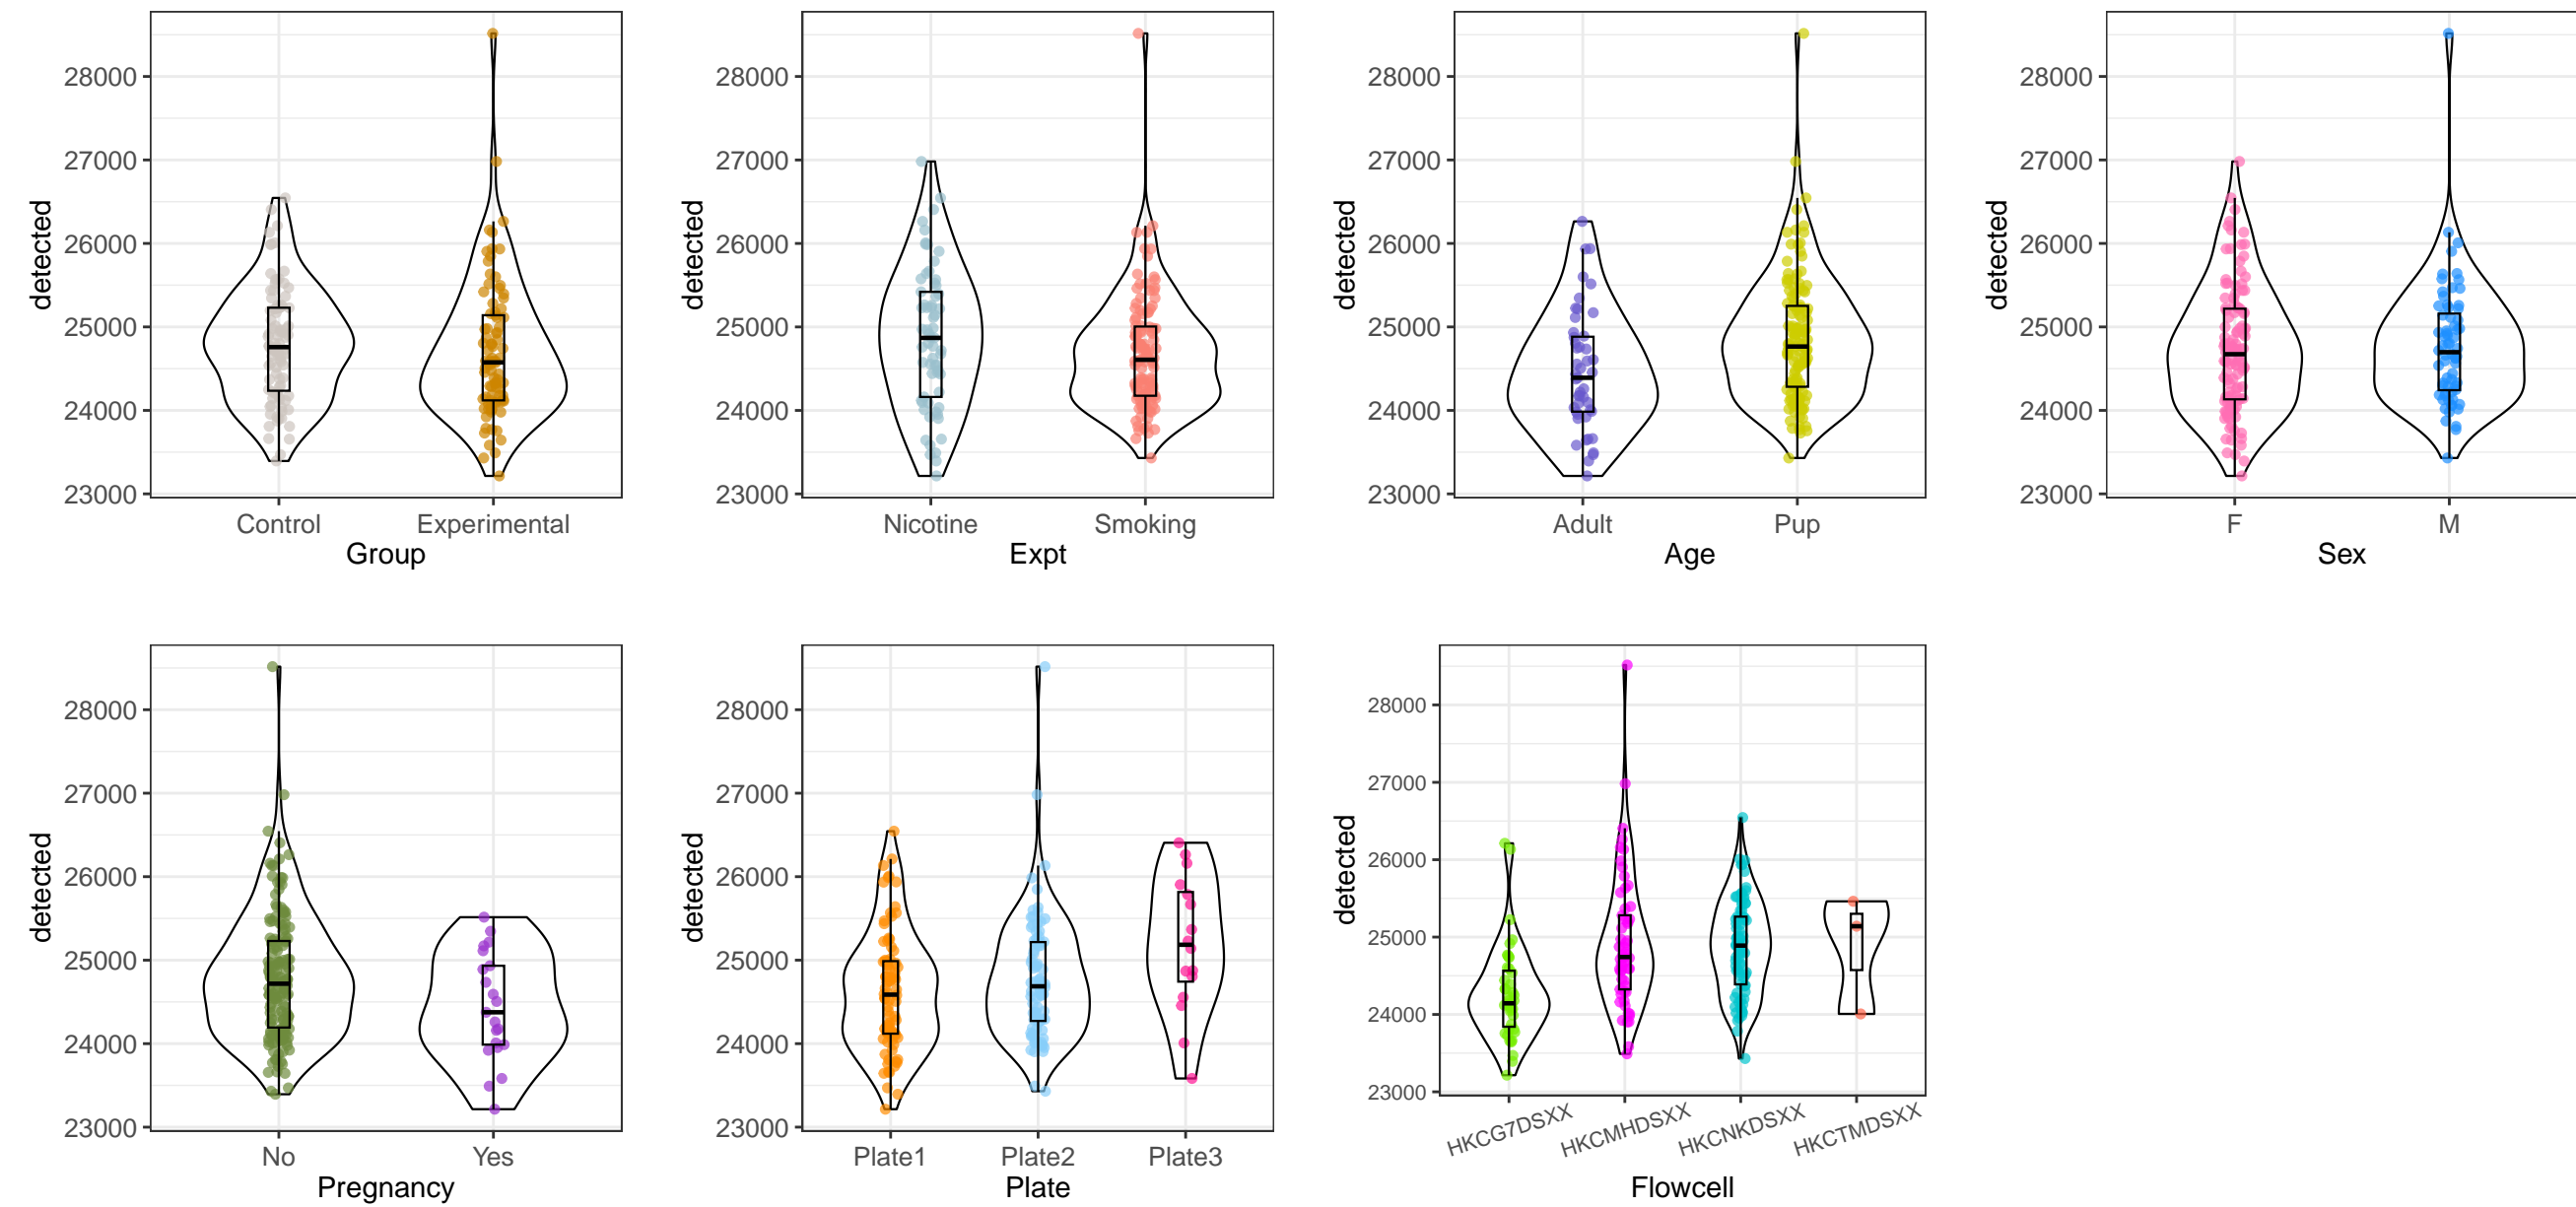 detected
28000
27000
26000
25000
24000
23000
Control Experimental
Group
detected
28000
27000
26000
25000
24000
23000
Nicotine Smoking
Expt
detected
28000
27000
26000
25000
24000
23000
Adult Pup
Age
detected
28000
27000
26000
25000
24000
23000
F M
Sex
detected
28000
27000
26000
25000
24000
23000
No Yes
Pregnancy
detected
28000
27000
26000
25000
24000
23000
Plate1 Plate2 Plate3
Plate
detected
28000
27000
26000
25000
24000
23000
HKCG7DSXX HKCMHDSXX HKCNKDSXX HKCTMDSXX
Flowcell